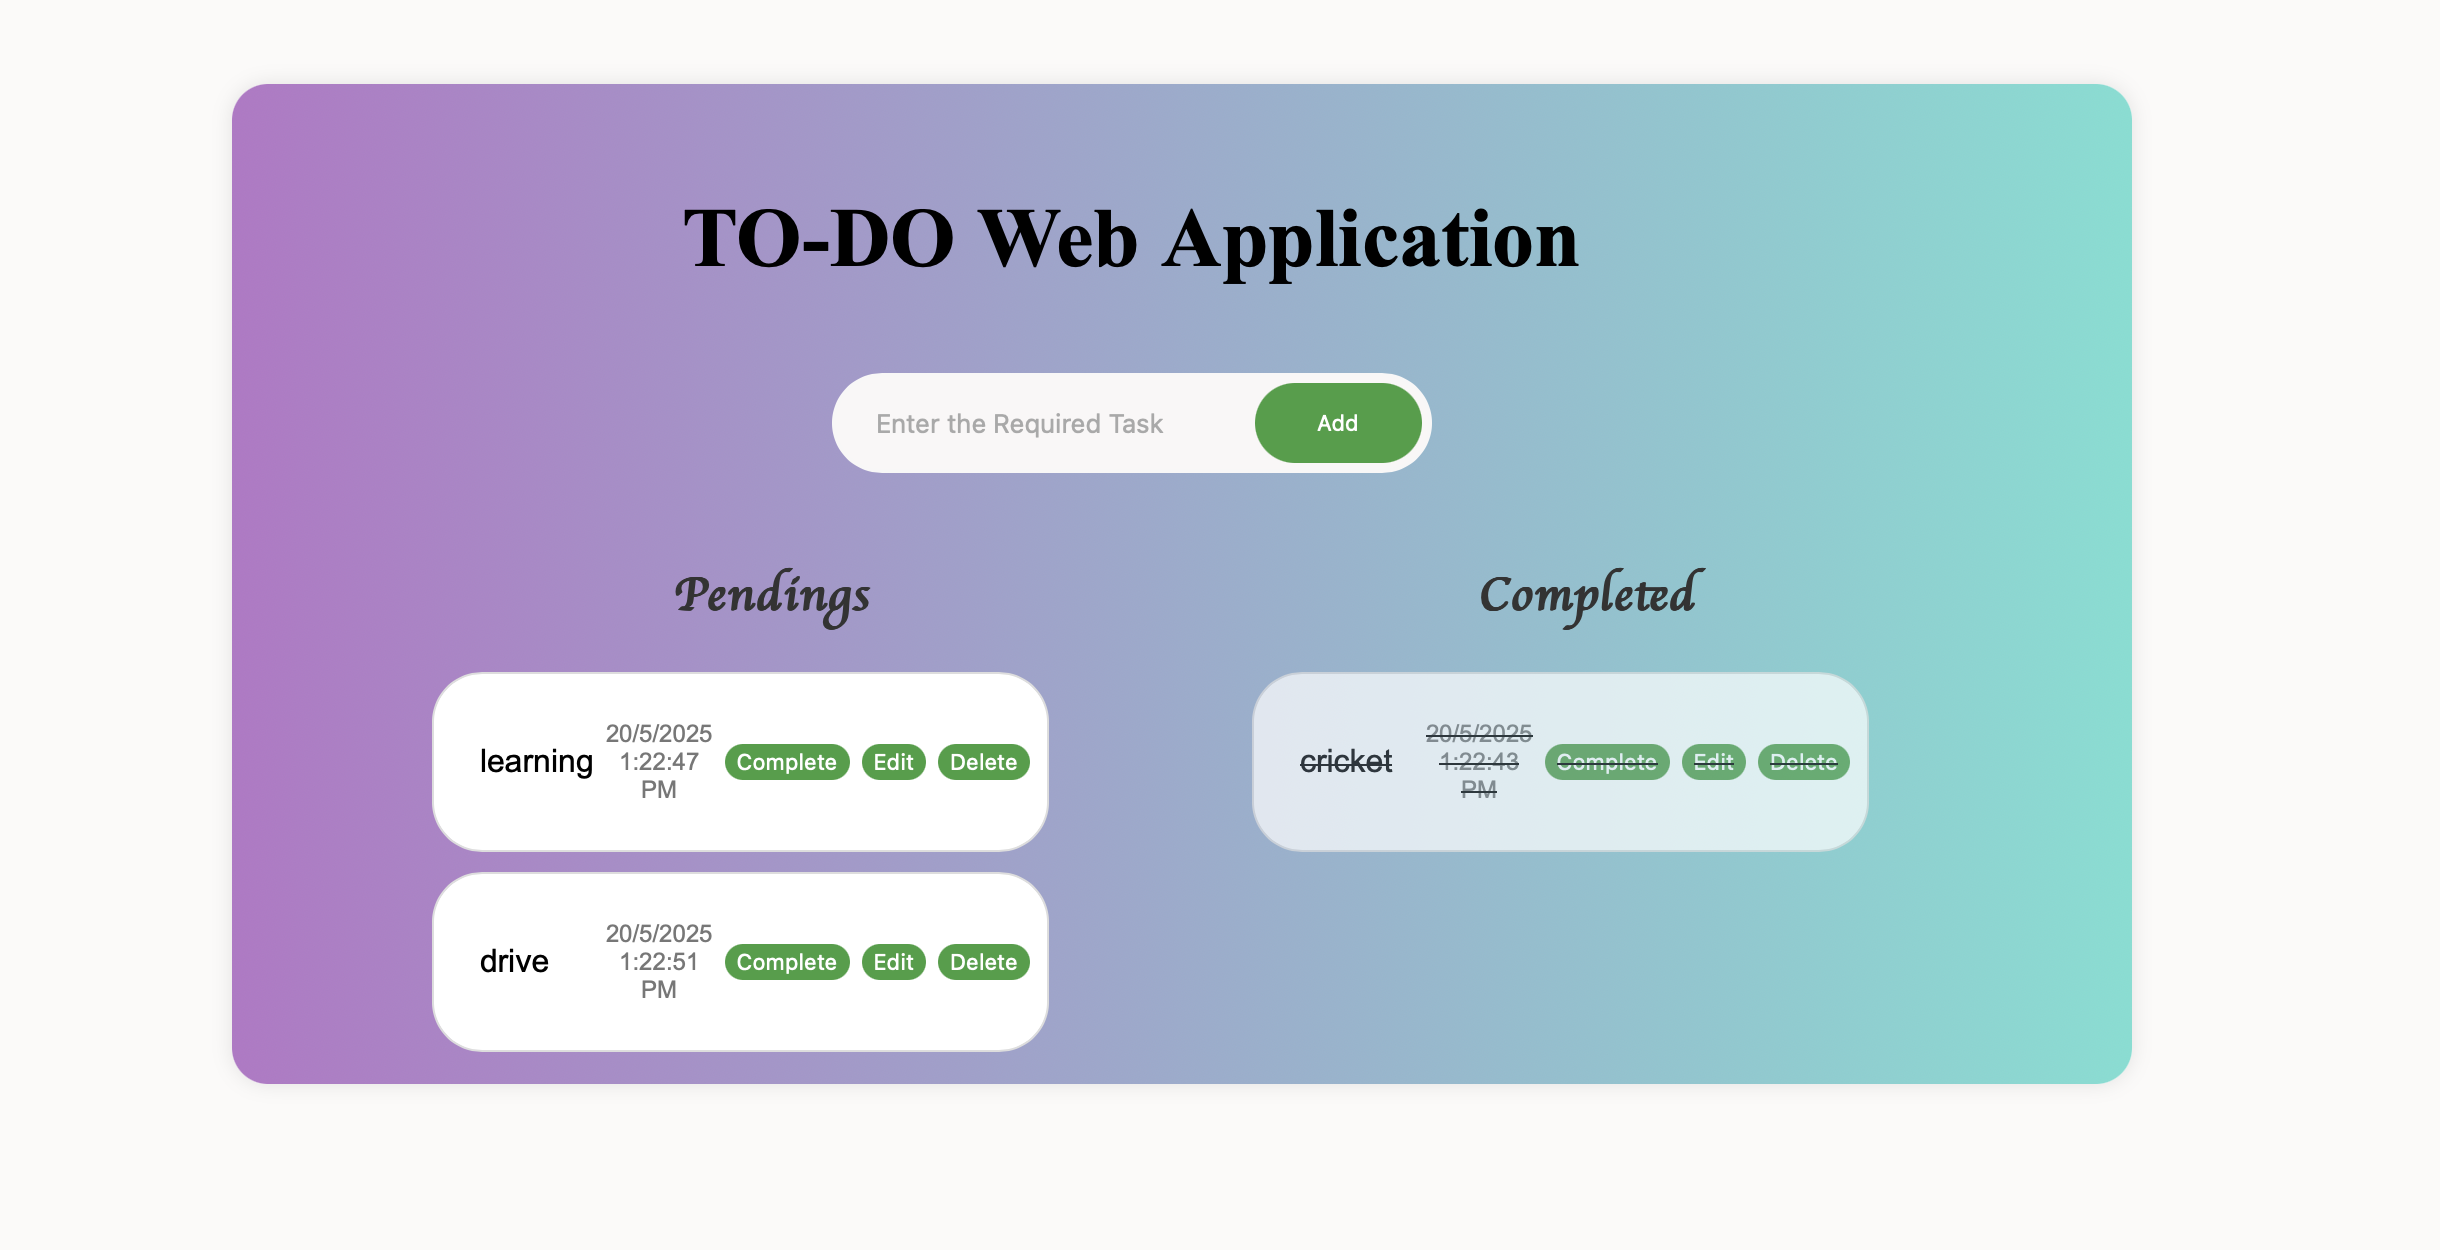 TO-DO Web Application
Enter the Required Task
Add
Pendings
learning
20/5/2025
1:22:47
PM
Complete
Edit
Delete
drive
20/5/2025
1:22:51
PM
Complete
Edit
Delete
Completed
cricket
20/5/2025
1:22:43
PM
Complete
Edit
Delete